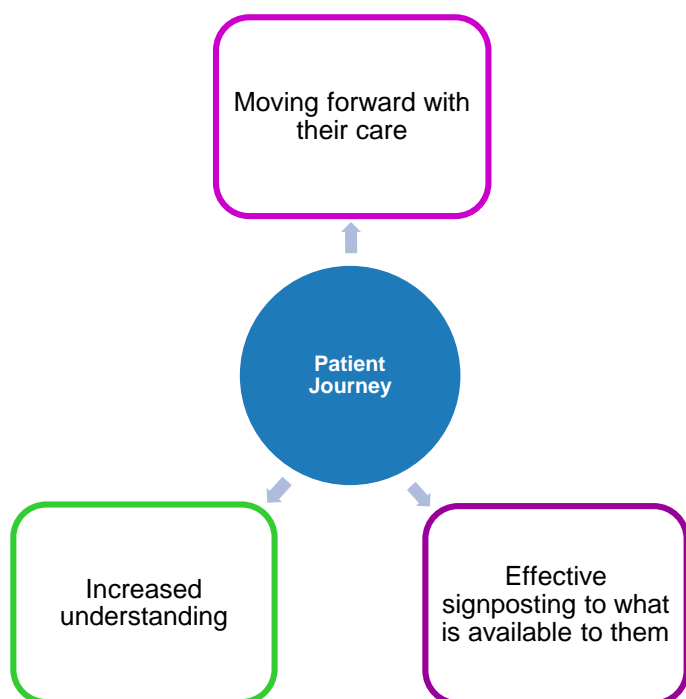 Moving forward with
their care
Patient
Journey
Increased
understanding
Effective
signposting to what
is available to them